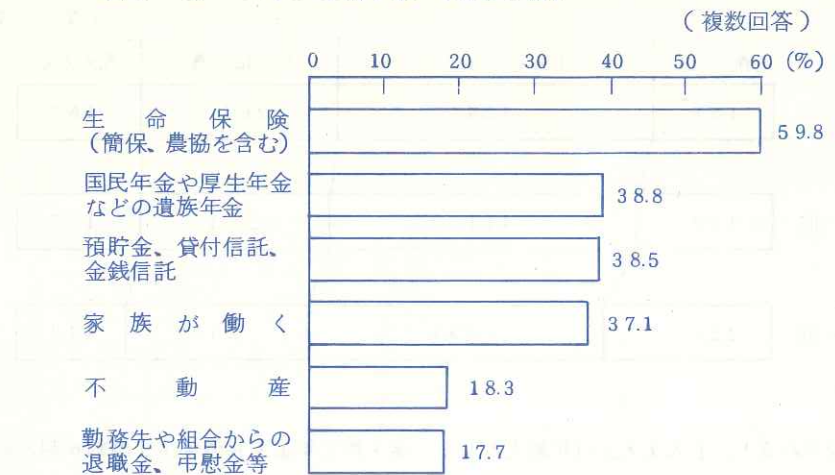 （複数回答）
0 10 20 30 40 50 60 (%)
生命保険
（簡保、農協を含む）
59.8
国民年金や厚生年金
などの遺族年金
38.8
預貯金、貸付信託、
金銭信託
38.5
家族が働く
37.1
不動産
18.3
勤務先や組合からの
退職金、弔慰金等
17.7